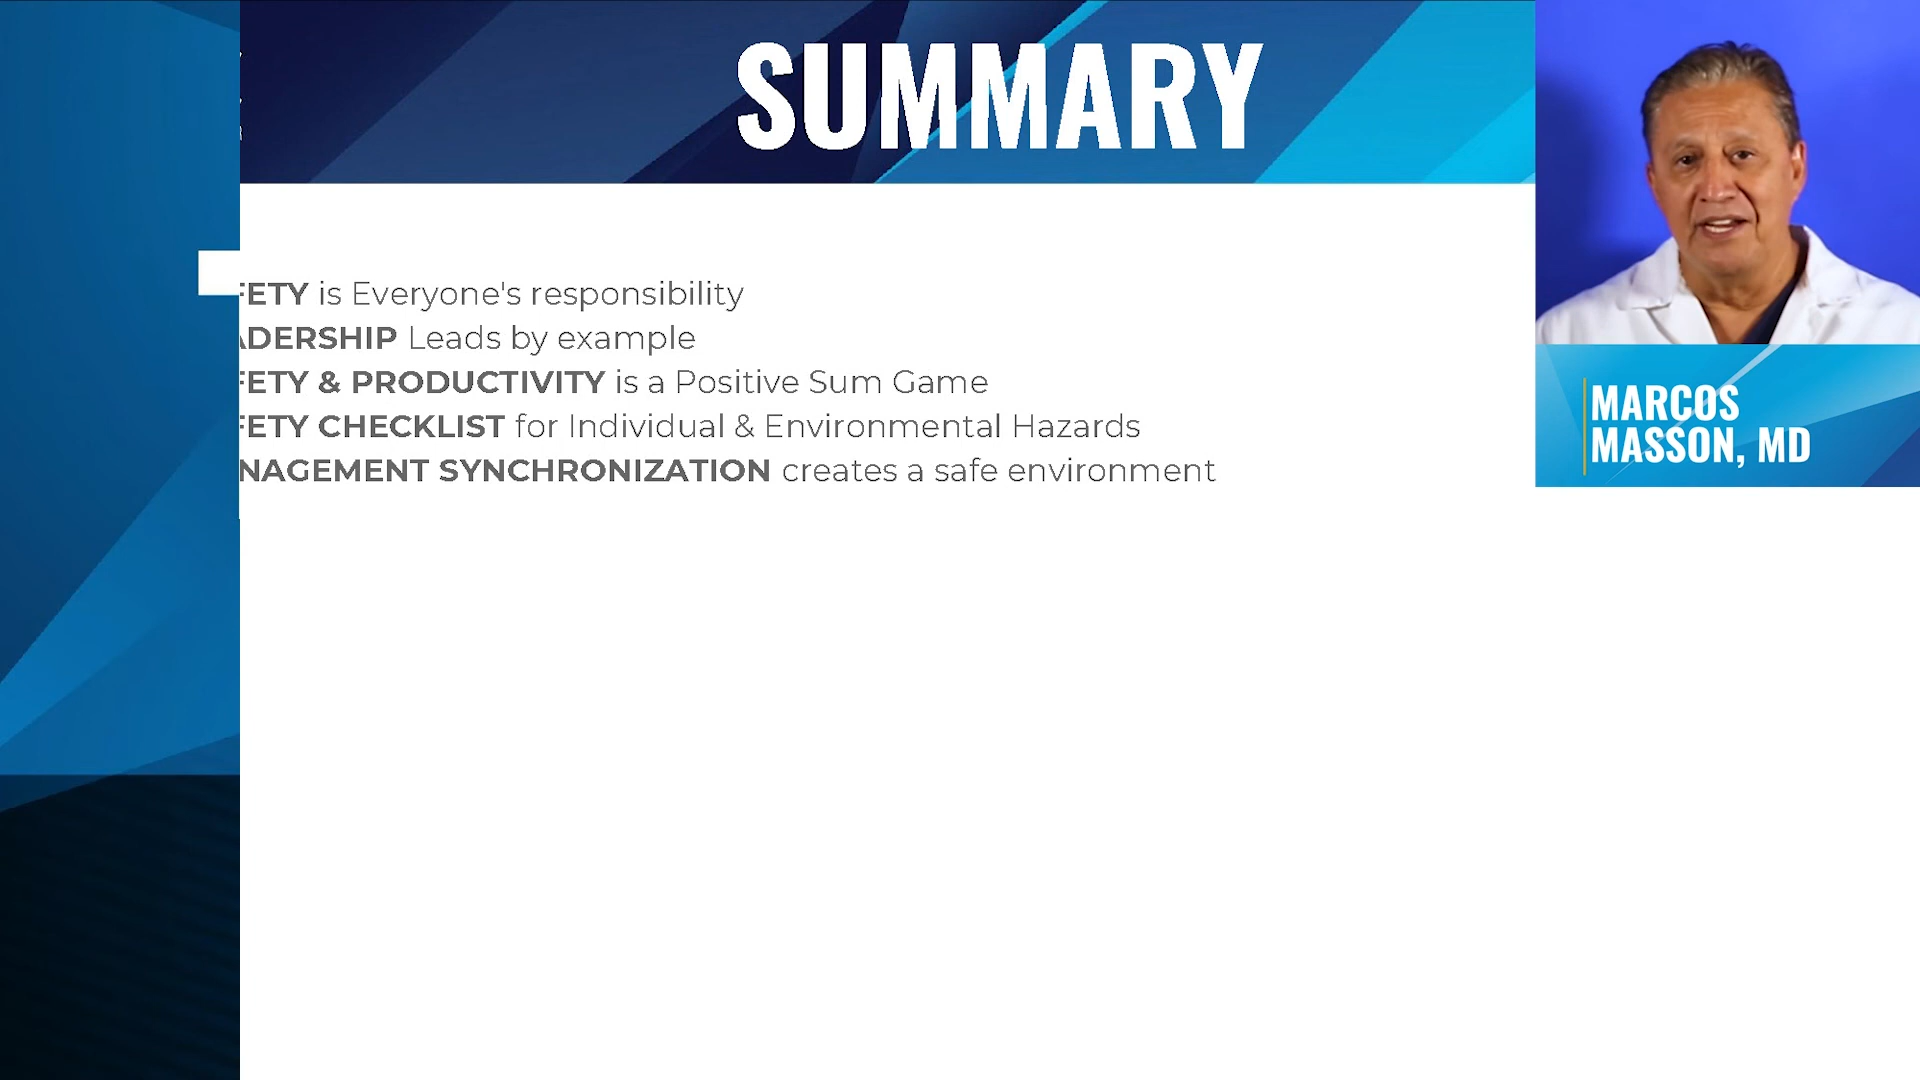 SUMMARY
FETY is Everyone's responsibility
ADERSHIP Leads by example
FETY & PRODUCTIVITY is a Positive Sum Game
FETY CHECKLIST for Individual & Environmental Hazards
NAGEMENT SYNCHRONIZATION creates a safe environment
MARCOS
MASSON, MD